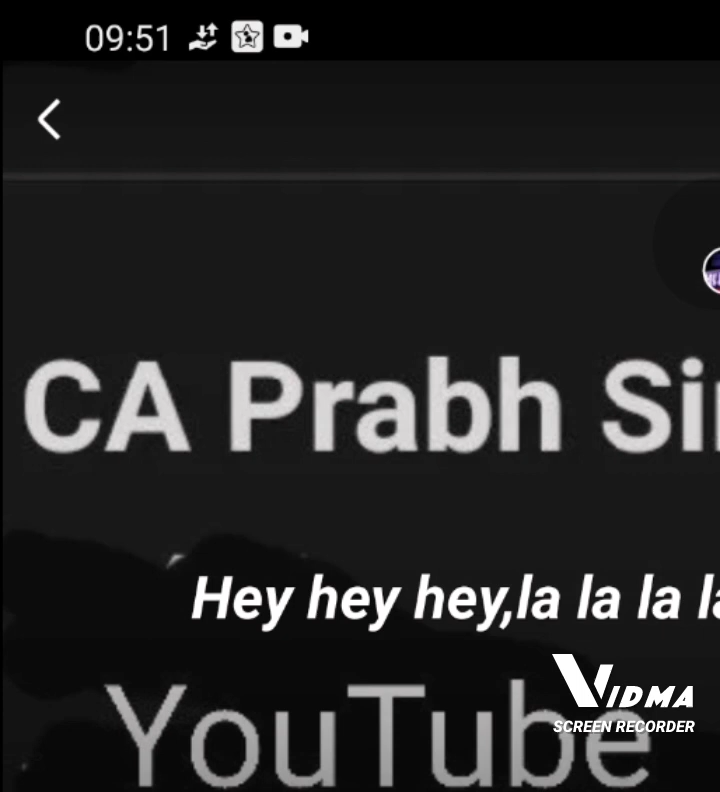 09:51
CA Prabh Si
Hey hey hey,la la la la
YouTube
VIDMA
SCREEN RECORDER